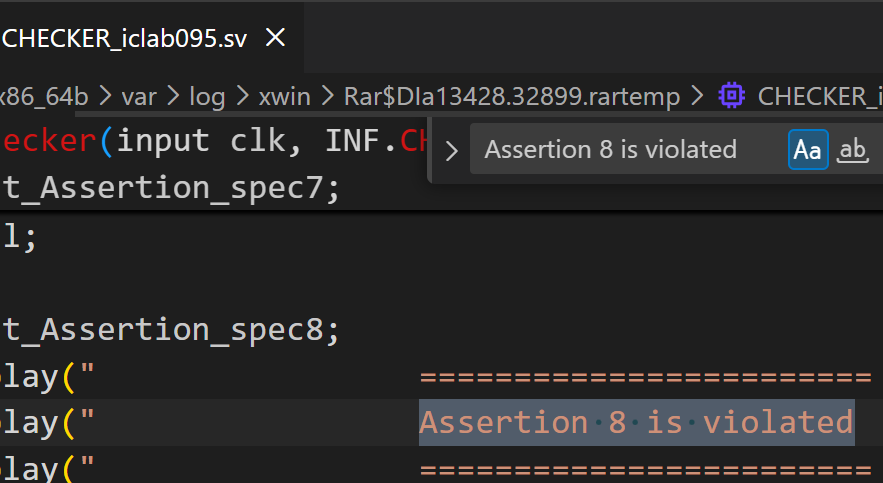 CHECKER_iclab095.sv
x86_64b > var > log > xwin > Rar$DIa13428.32899.rartemp > CHECKER_i
ecker(input clk, INF.CH
> Assertion 8 is violated Aa ab
t_Assertion_spec7;
l;
t_Assertion_spec8;
lay(" ========================
lay(" Assertion 8 is violated
lay(" ========================